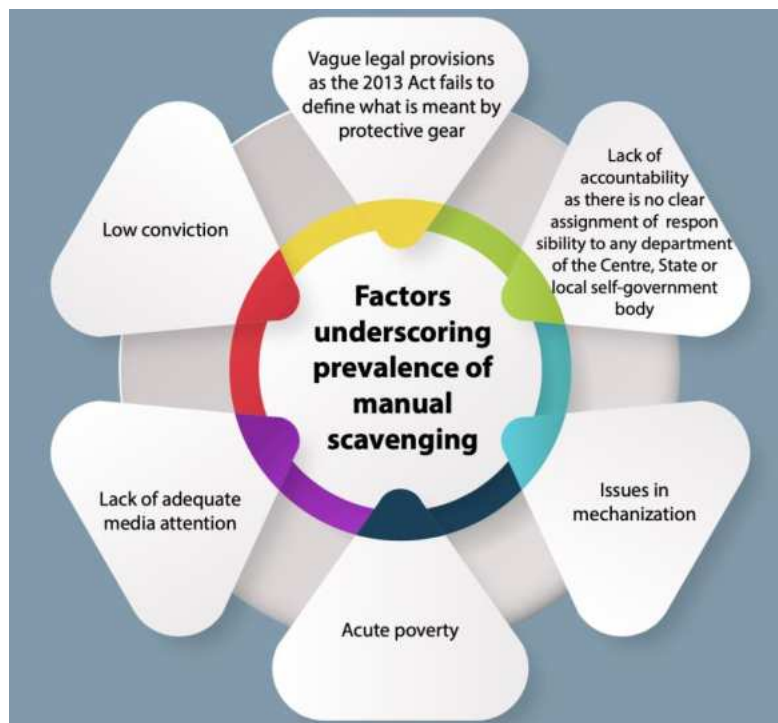 Vague legal provisions
as the 2013 Act fails to
define what is meant by
protective gear
Lack of
accountability
as there is no clear
assignment of respon
sibility to any department
of the Centre, State or
local self-government
body
Issues in
mechanization
Acute poverty
Lack of adequate
media attention
Low conviction
Factors
underscoring
prevalence of
manual
scavenging